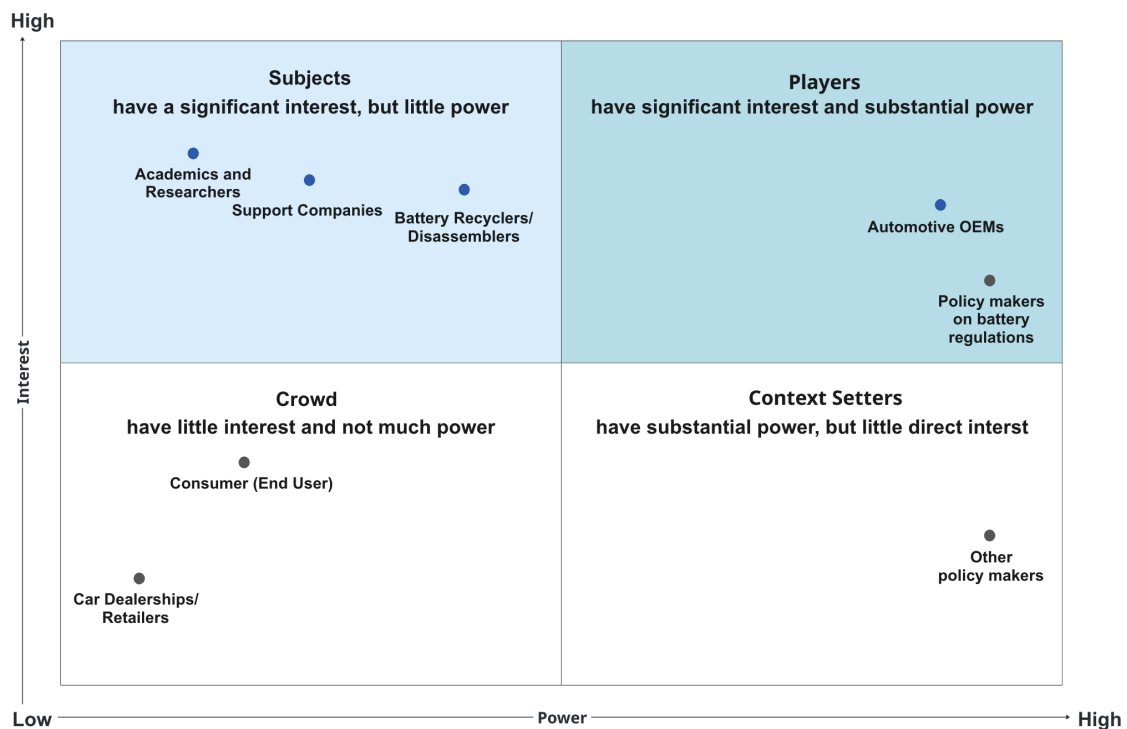 High
Subjects
have a significant interest, but little power
Players
have significant interest and substantial power
Academics and
Researchers
Support Companies
Battery Recyclers/
Disassemblers
Automotive OEMs
Policy makers
on battery
regulations
Interest
Crowd
have little interest and not much power
Context Setters
have substantial power, but little direct interst
Consumer (End User)
Car Dealerships/
Retailers
Other
policy makers
Low
Power
High